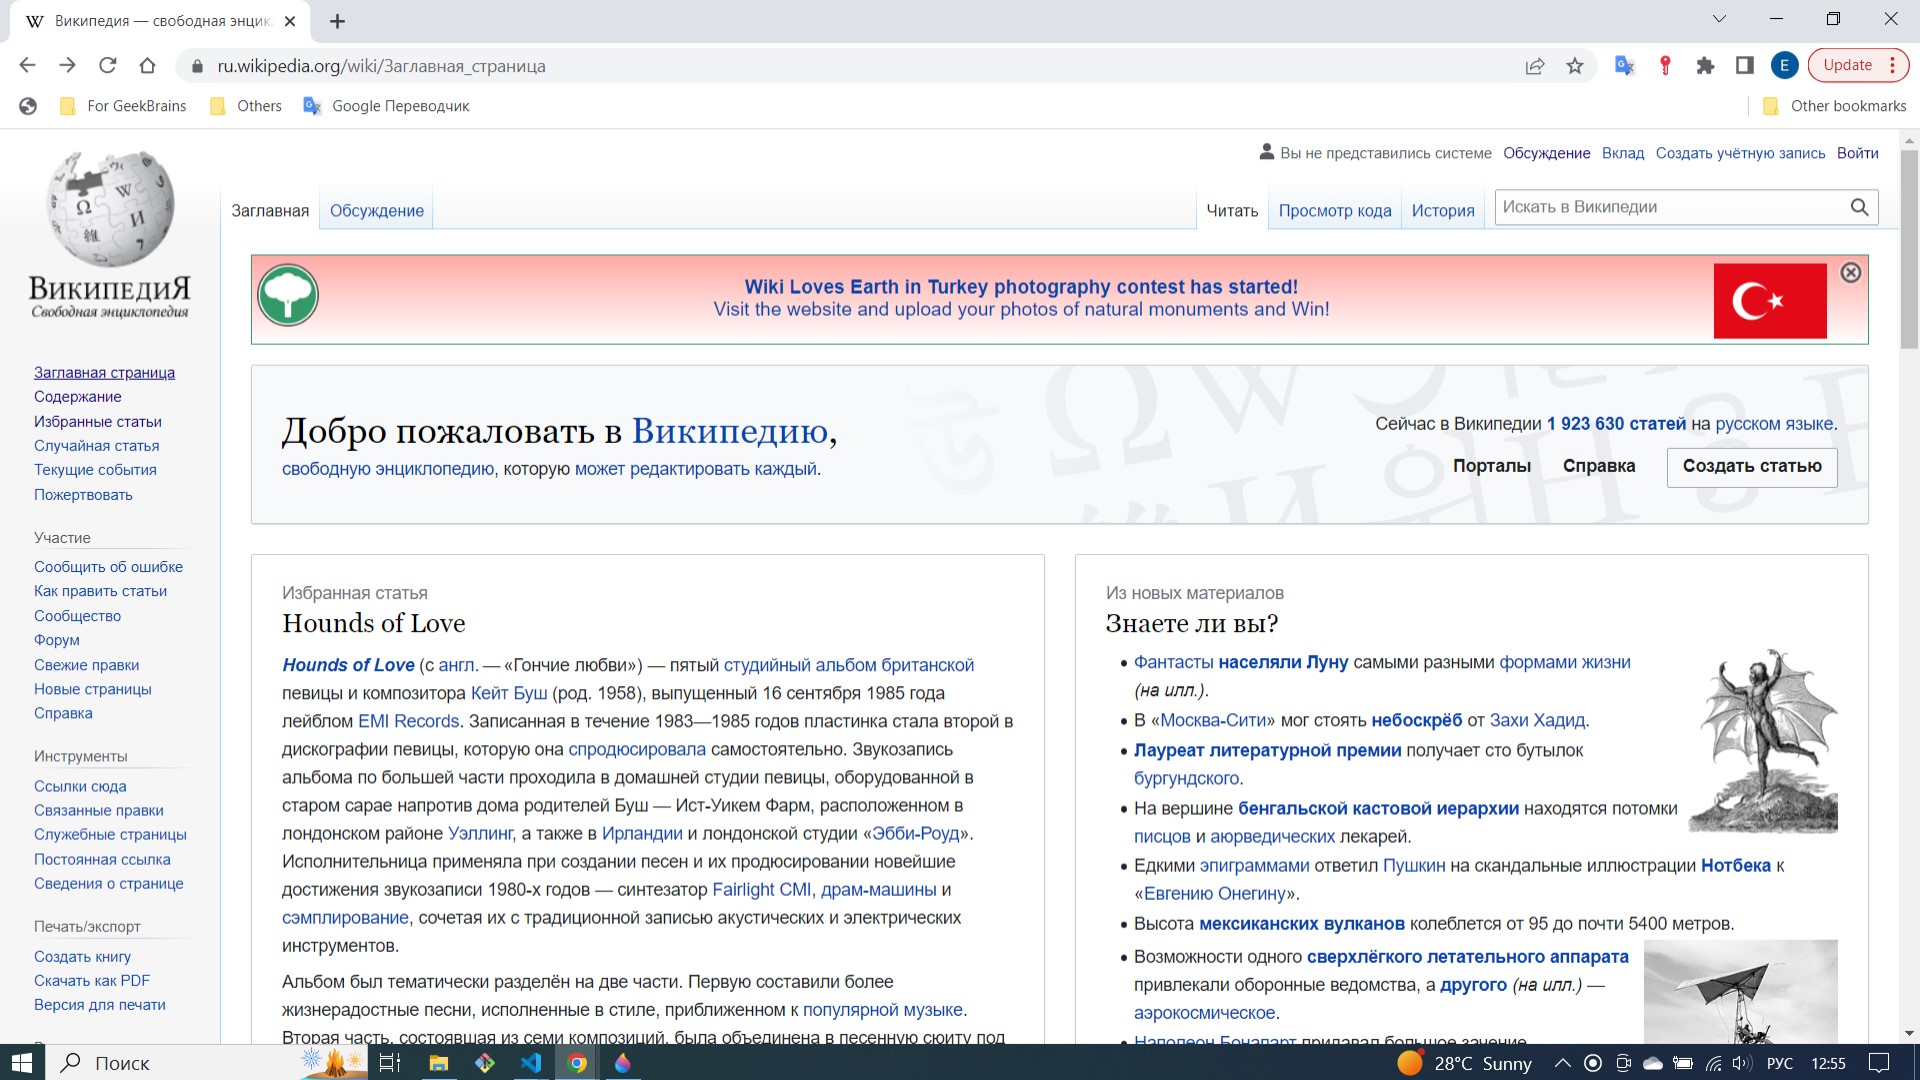 Википедия — свободная энцик
ru.wikipedia.org/wiki/Заглавная_страница
E
Update
For GeekBrains
Others
Google Переводчик
Other bookmarks
Вы не представились системе Обсуждение Вклад Создать учётную запись Войти
Заглавная Обсуждение
Читать Просмотр кода История
Искать в Википедии
ВикипедиЯ
Свободная энциклопедия
Wiki Loves Earth in Turkey photography contest has started!
Visit the website and upload your photos of natural monuments and Win!
Заглавная страница
Содержание
Избранные статьи
Случайная статья
Текущие события
Пожертвовать
Участие
Сообщить об ошибке
Как править статьи
Сообщество
Форум
Свежие правки
Новые страницы
Справка
Инструменты
Ссылки сюда
Связанные правки
Служебные страницы
Постоянная ссылка
Сведения о странице
Печать/экспорт
Создать книгу
Скачать как PDF
Версия для печати
Добро пожаловать в Википедию,
свободную энциклопедию, которую может редактировать каждый.
Сейчас в Википедии 1 923 630 статей на русском языке.
Порталы Справка Создать статью
Избранная статья
Hounds of Love
Hounds of Love (с англ. — «Гончие любви») — пятый студийный альбом британской
певицы и композитора Кейт Буш (род. 1958), выпущенный 16 сентября 1985 года
лейблом EMI Records. Записанная в течение 1983—1985 годов пластинка стала второй в
дискографии певицы, которую она спродюсировала самостоятельно. Звукозапись
альбома по большей части проходила в домашней студии певицы, оборудованной в
старом сарае напротив дома родителей Буш — Ист-Уикем Фарм, расположенном в
лондонском районе Уэллинг, а также в Ирландии и лондонской студии «Эбби-Роуд».
Исполнительница применяла при создании песен и их продюсировании новейшие
достижения звукозаписи 1980-х годов — синтезатор Fairlight CMI, драм-машины и
сэмплирование, сочетая их с традиционной записью акустических и электрических
инструментов.
Альбом был тематически разделён на две части. Первую составили более
жизнерадостные песни, исполненные в стиле, приближенном к популярной музыке.
Вторая часть, состоявшая из семи композиций, была объединена в песенную сюиту под
Из новых материалов
Знаете ли вы?
Фантасты населяли Луну самыми разными формами жизни
(на илл.).
В «Москва-Сити» мог стоять небоскрёб от Захи Хадид.
Лауреат литературной премии получает сто бутылок
бургундского.
На вершине бенгальской кастовой иерархии находятся потомки
писцов и аюрведических лекарей.
Едкими эпиграммами ответил Пушкин на скандальные иллюстрации Нотбека к
«Евгению Онегину».
Высота мексиканских вулканов колеблется от 95 до почти 5400 метров.
Возможности одного сверхлёгкого летательного аппарата
привлекали оборонные ведомства, а другого (на илл.) —
аэрокосмическое.
Наполеон Бонапарт придавал большое значение
Поиск
28°C Sunny
РУС
12:55